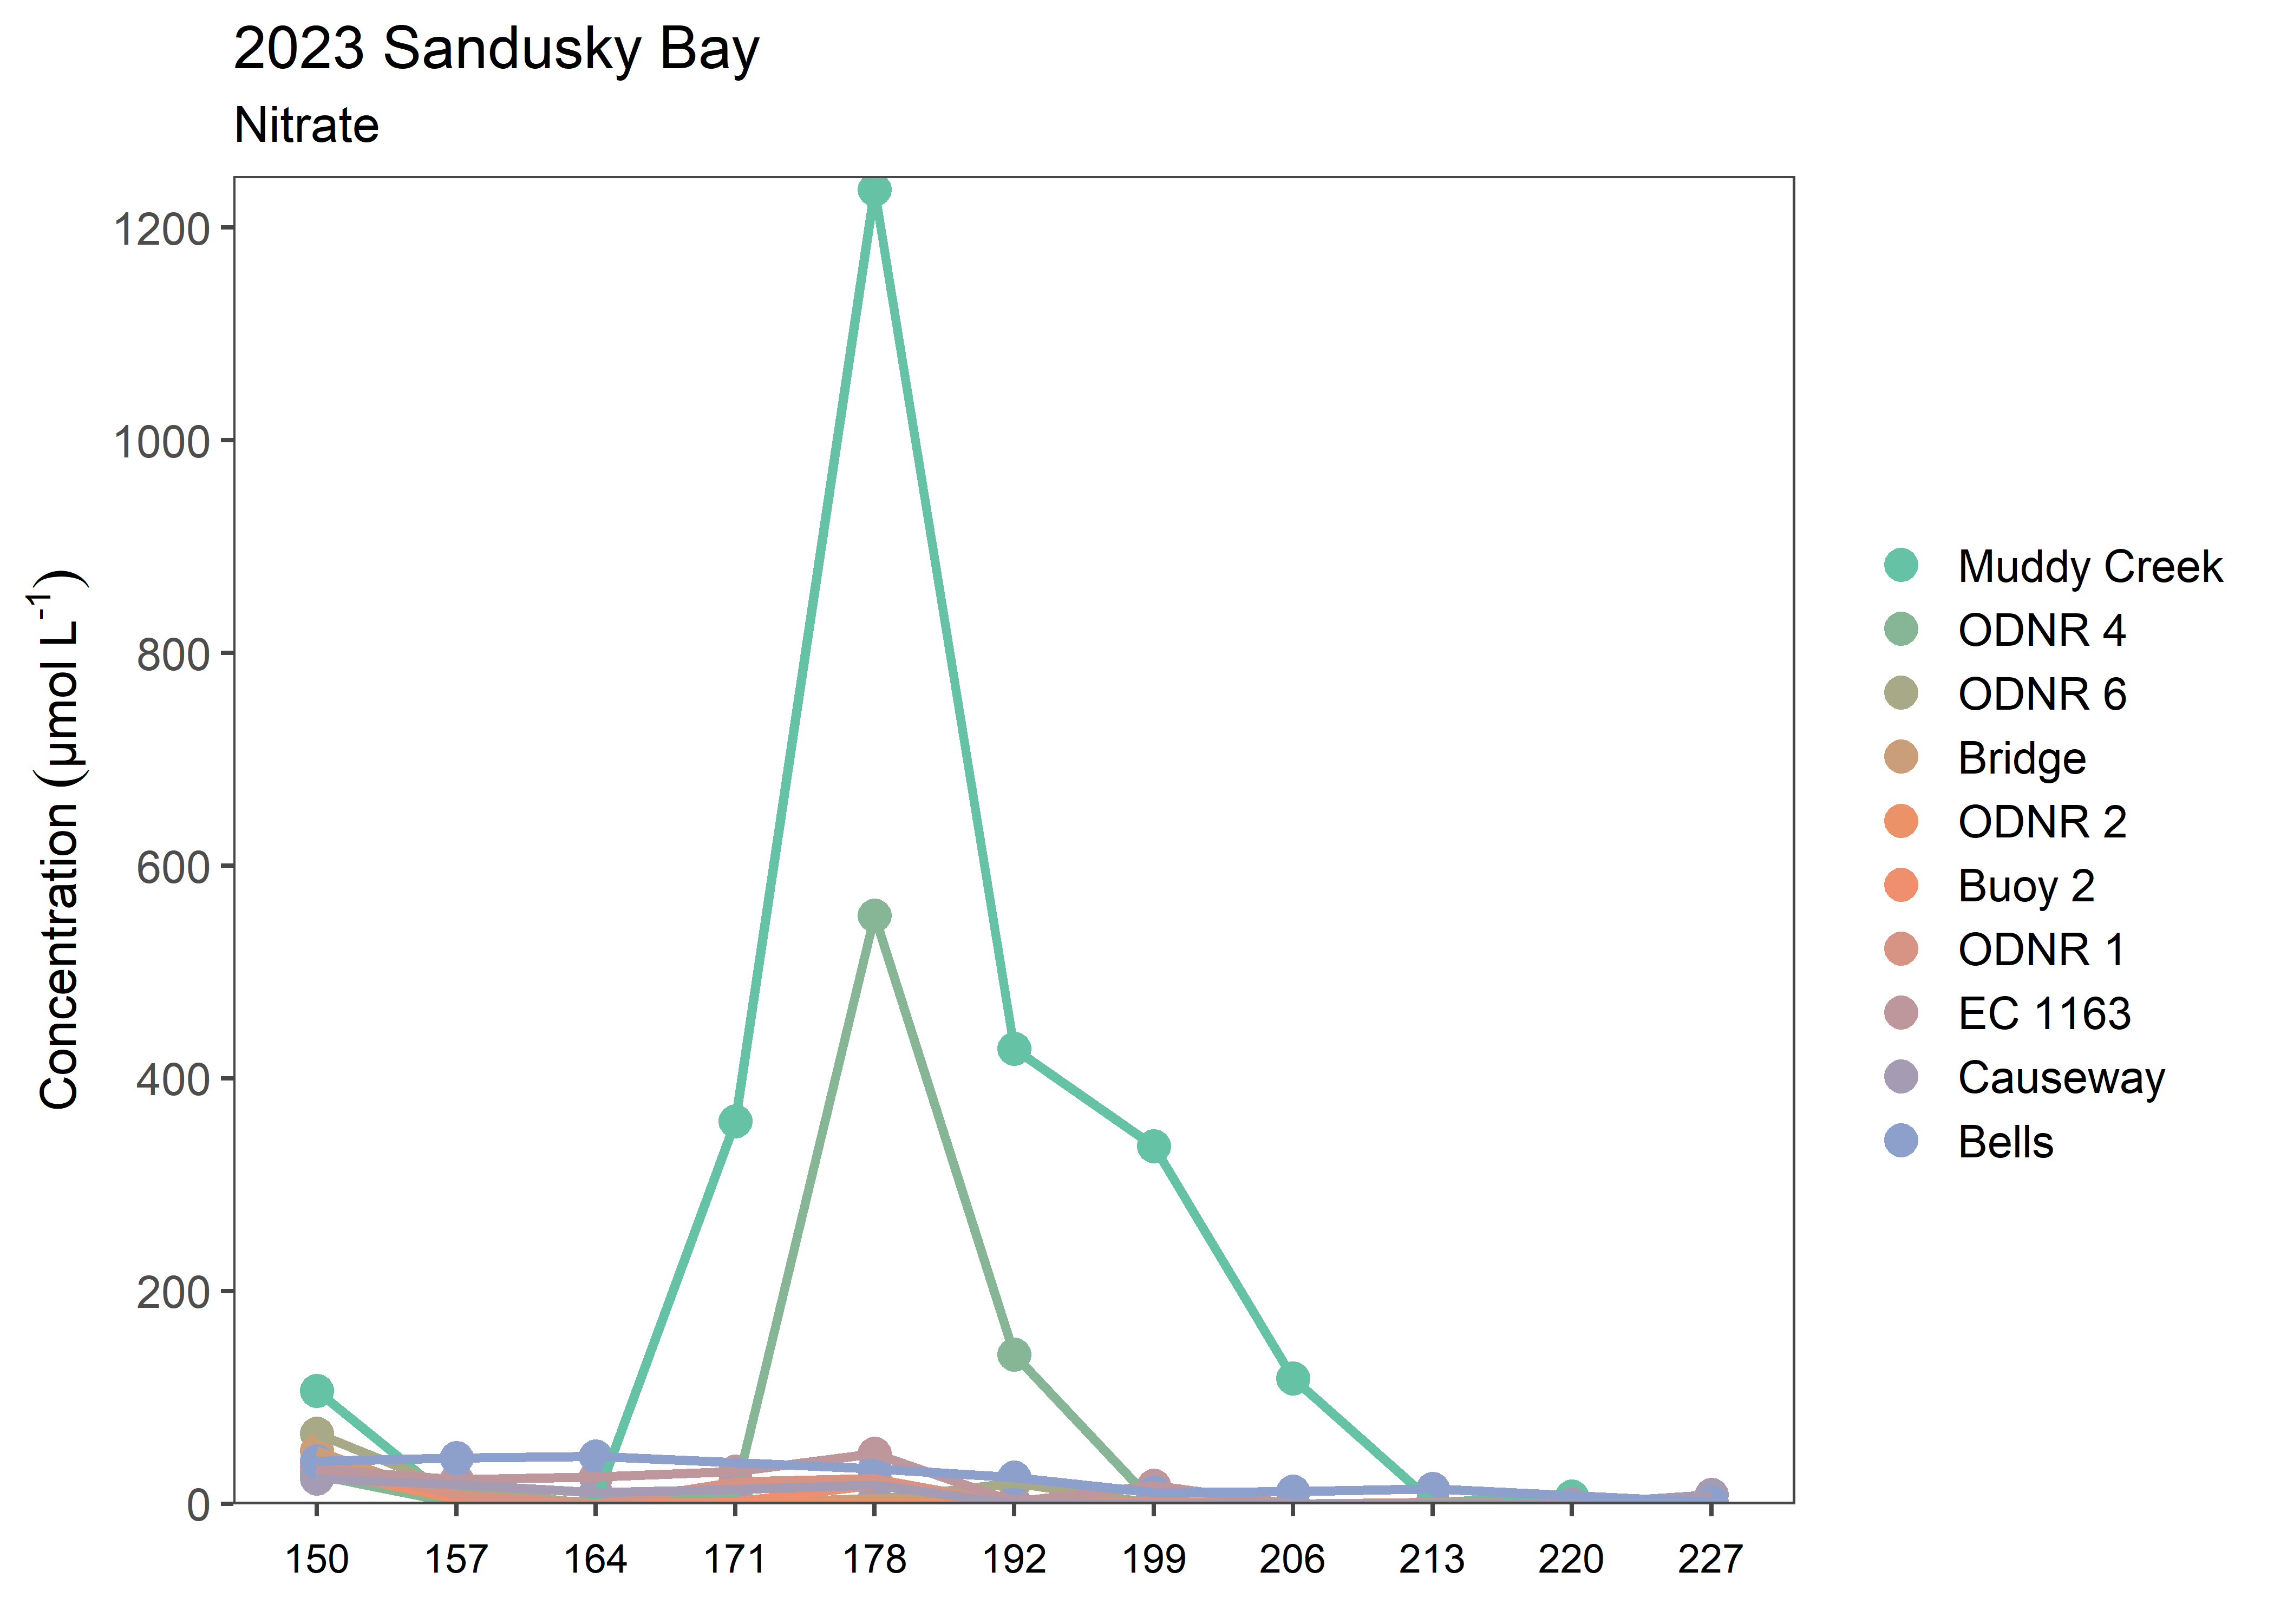 2023 Sandusky Bay
Nitrate
Concentration (µmol L⁻¹)
1200
1000
800
600
400
200
0
150 157 164 171 178 192 199 206 213 220 227
Muddy Creek
ODNR 4
ODNR 6
Bridge
ODNR 2
Buoy 2
ODNR 1
EC 1163
Causeway
Bells